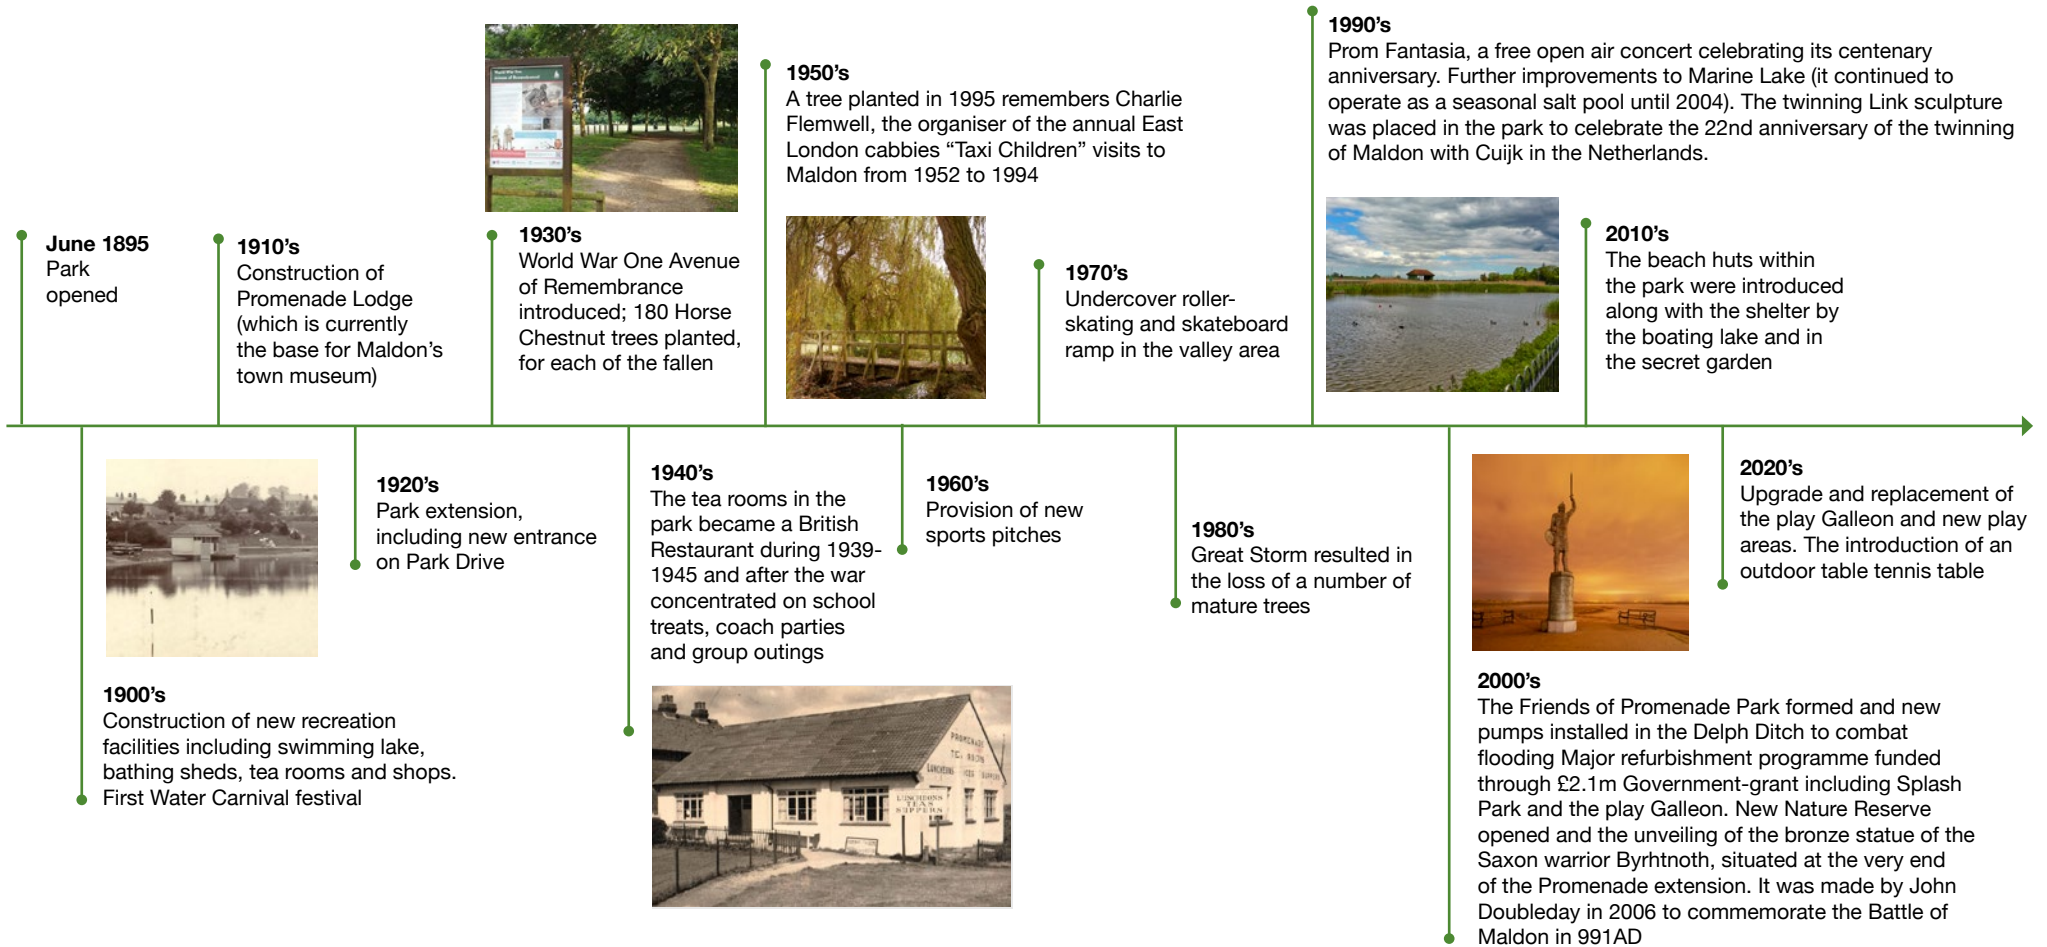 June 1895
Park
opened
1900’s
Construction of new recreation
facilities including swimming lake,
bathing sheds, tea rooms and shops.
First Water Carnival festival
1910’s
Construction of
Promenade Lodge
(which is currently
the base for Maldon’s
town museum)
1920’s
Park extension,
including new entrance
on Park Drive
World War One
Avenue of Remembrance
1930’s
World War One Avenue
of Remembrance
introduced; 180 Horse
Chestnut trees planted,
for each of the fallen
1940’s
The tea rooms in the
park became a British
Restaurant during 1939-
1945 and after the war
concentrated on school
treats, coach parties
and group outings
PROMENADE
TEA ROOMS
LUNCHEONS ICES SUPPERS
LUNCHEONS
TEAS
SUPPERS
1950’s
A tree planted in 1995 remembers Charlie
Flemwell, the organiser of the annual East
London cabbies “Taxi Children” visits to
Maldon from 1952 to 1994
1960’s
Provision of new
sports pitches
1970’s
Undercover roller-
skating and skateboard
ramp in the valley area
1980’s
Great Storm resulted in
the loss of a number of
mature trees
1990’s
Prom Fantasia, a free open air concert celebrating its centenary
anniversary. Further improvements to Marine Lake (it continued to
operate as a seasonal salt pool until 2004). The twinning Link sculpture
was placed in the park to celebrate the 22nd anniversary of the twinning
of Maldon with Cuijk in the Netherlands.
2000’s
The Friends of Promenade Park formed and new
pumps installed in the Delph Ditch to combat
flooding Major refurbishment programme funded
through £2.1m Government-grant including Splash
Park and the play Galleon. New Nature Reserve
opened and the unveiling of the bronze statue of the
Saxon warrior Byrhtnoth, situated at the very end
of the Promenade extension. It was made by John
Doubleday in 2006 to commemorate the Battle of
Maldon in 991AD
2010’s
The beach huts within
the park were introduced
along with the shelter by
the boating lake and in
the secret garden
2020’s
Upgrade and replacement of
the play Galleon and new play
areas. The introduction of an
outdoor table tennis table